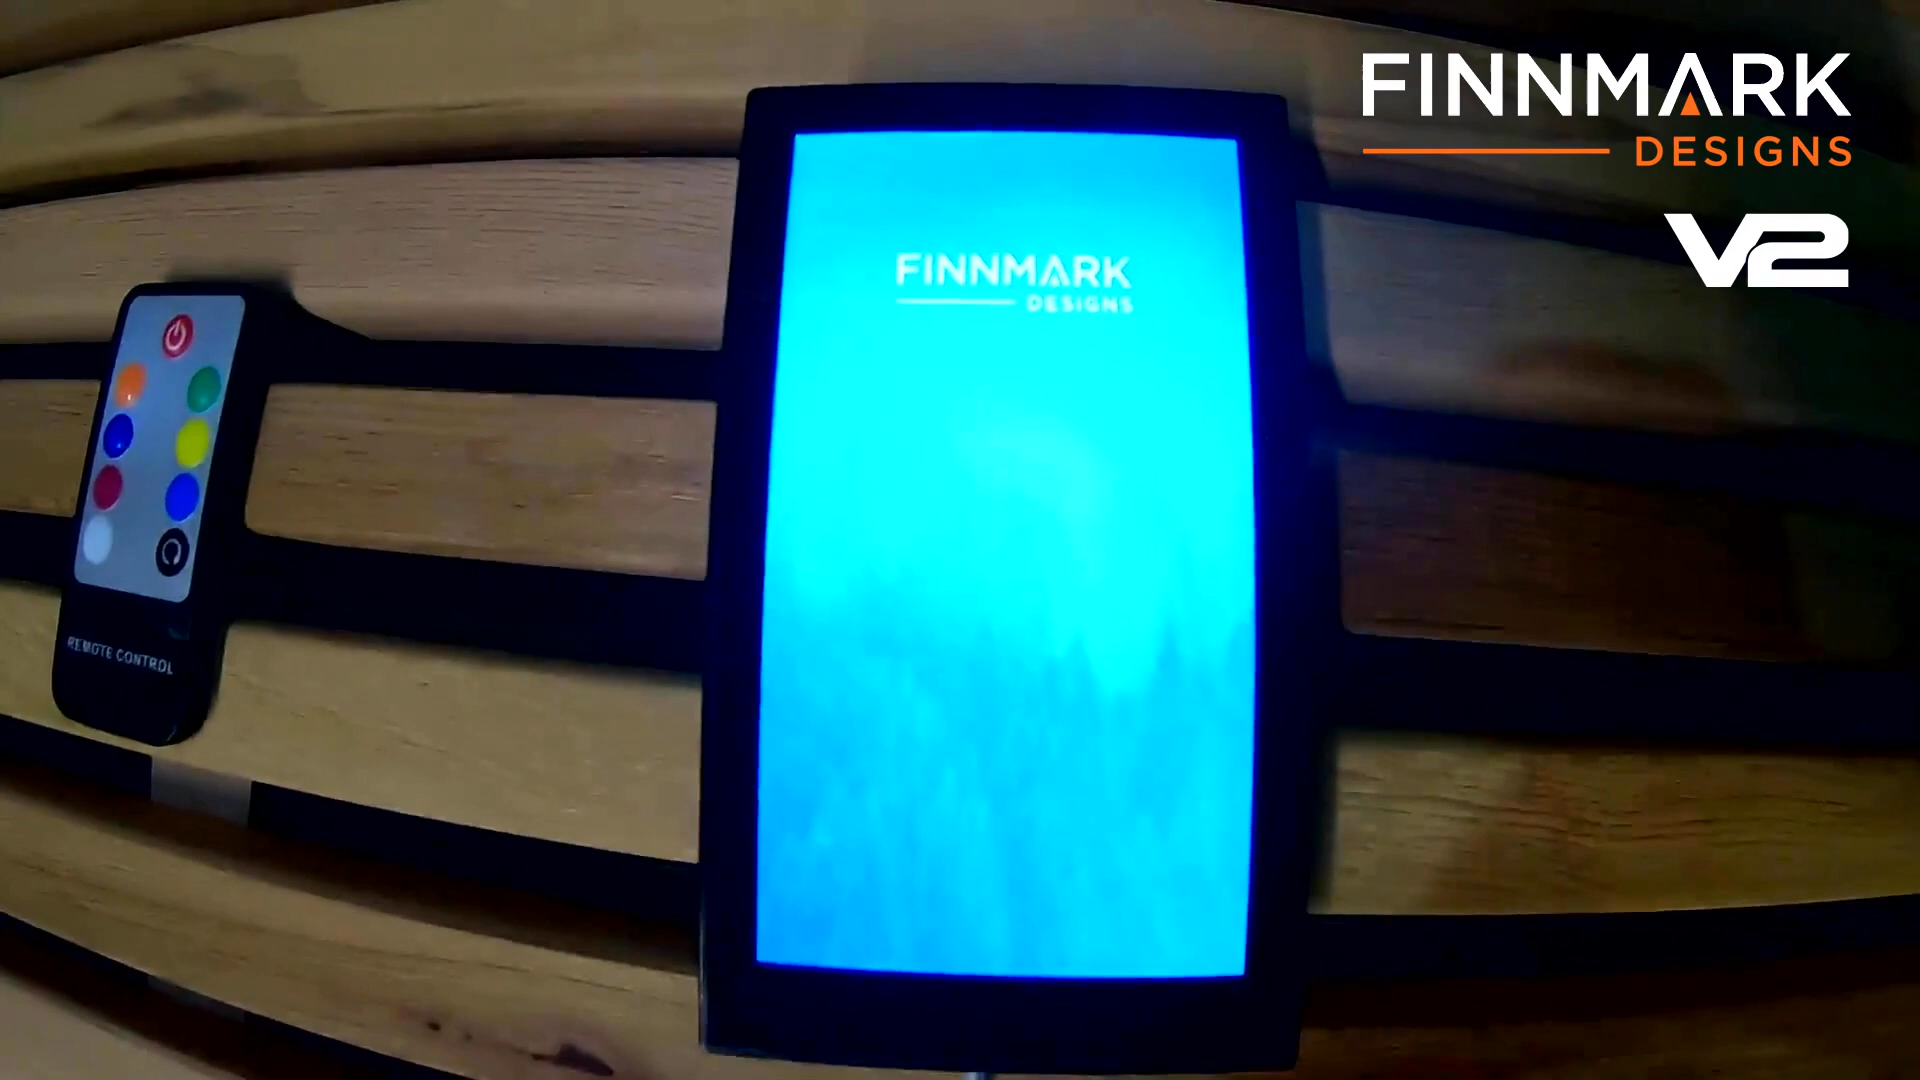 FINNMARK
DESIGNS
V2
FINNMARK
DESIGNS
REMOTE CONTROL